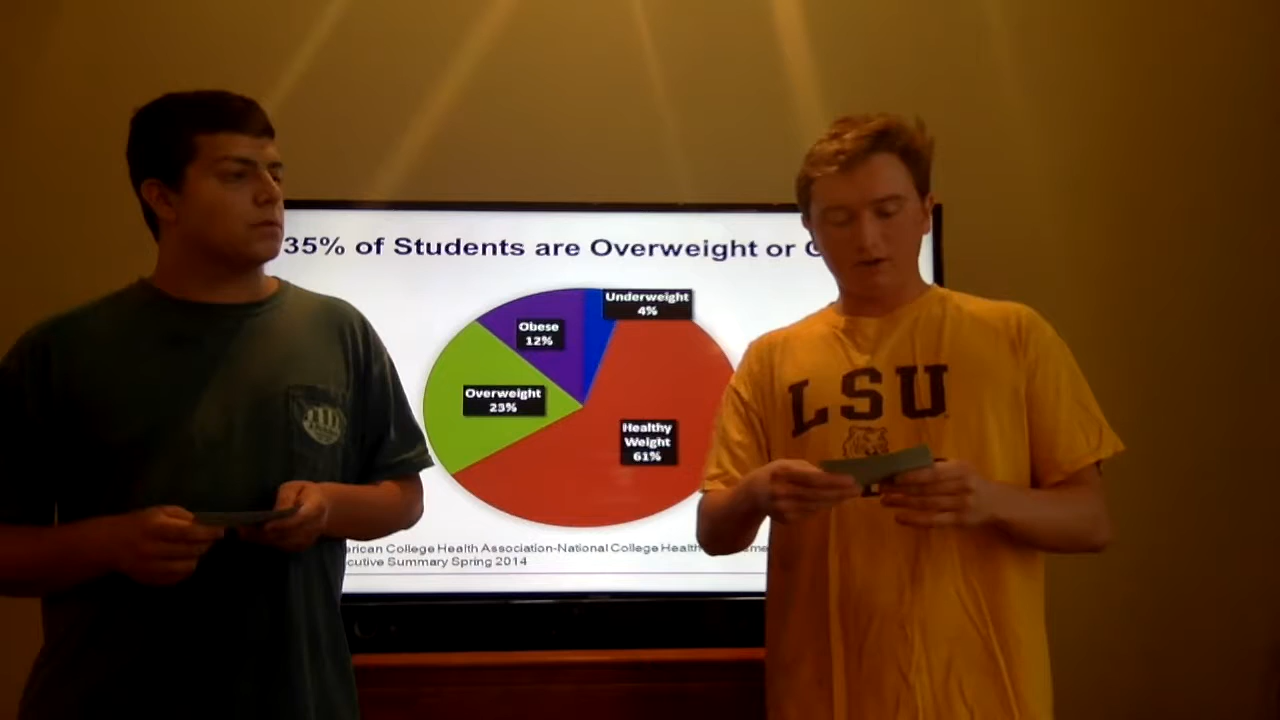 35% of Students are Overweight or
Underweight
4%
Obese
12%
Overweight
23%
Healthy
Weight
61%
LSU
erican College Health Association-National College Health
cutive Summary Spring 2014